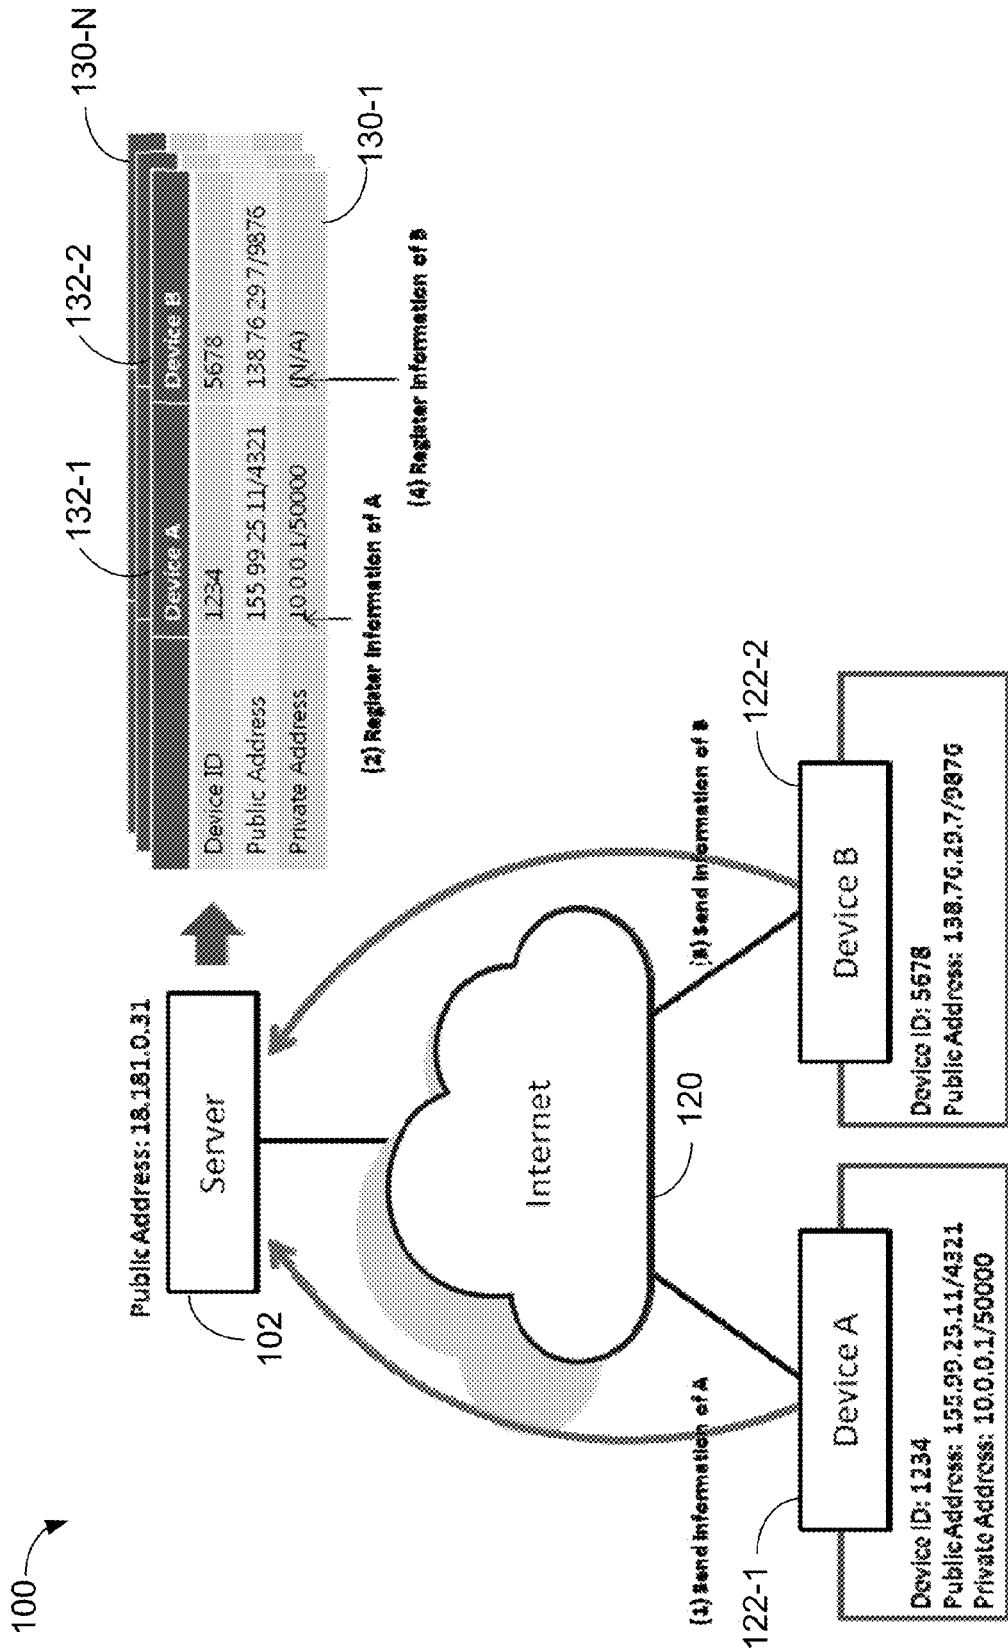 100
Public Address: 18.181.0.31
Server
102
132-1
132-2
130-N
Device A
Device B
Device ID
1234
5678
Public Address
155 99 25 11/4321
138 76 29 7/9876
Private Address
10 0 0 1/50000
(N/A)
130-1
(2) Register Information of A
(4) Register Information of B
Internet
120
(1) Send Information of A
(3) Send Information of B
122-1
Device A
122-2
Device B
Device ID: 1234
Public Address: 155.99.25.11/4321
Private Address: 10.0.0.1/50000
Device ID: 5678
Public Address: 138.76.29.7/9876